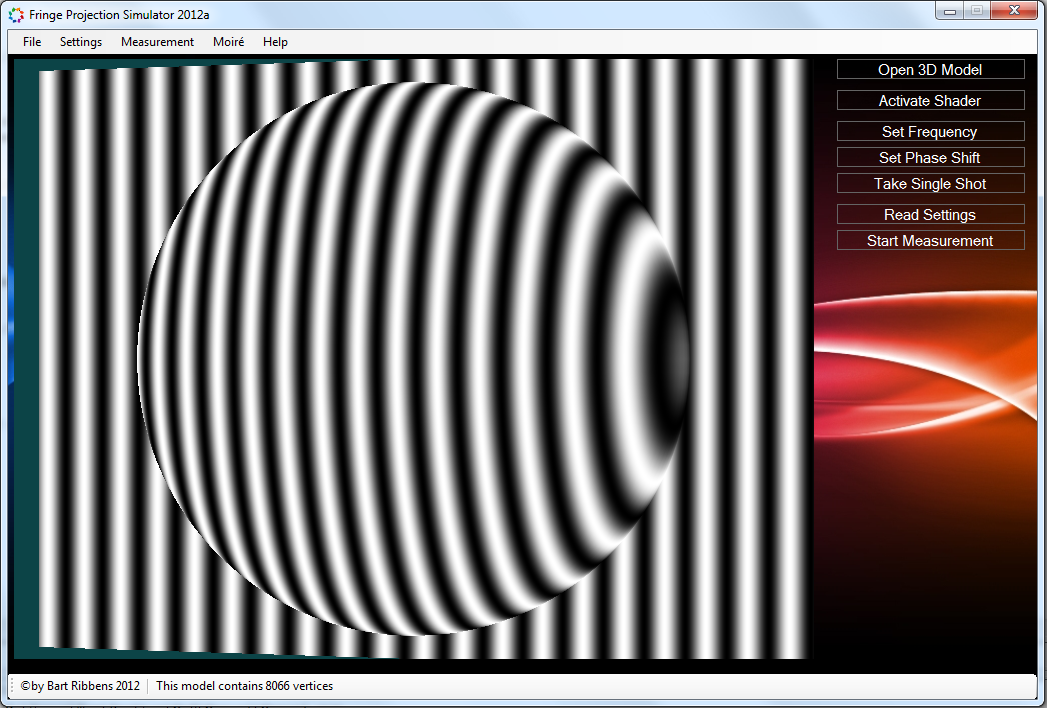 Fringe Projection Simulator 2012a
File Settings Measurement Moiré Help
Open 3D Model
Activate Shader
Set Frequency
Set Phase Shift
Take Single Shot
Read Settings
Start Measurement
©by Bart Ribbens 2012 This model contains 8066 vertices